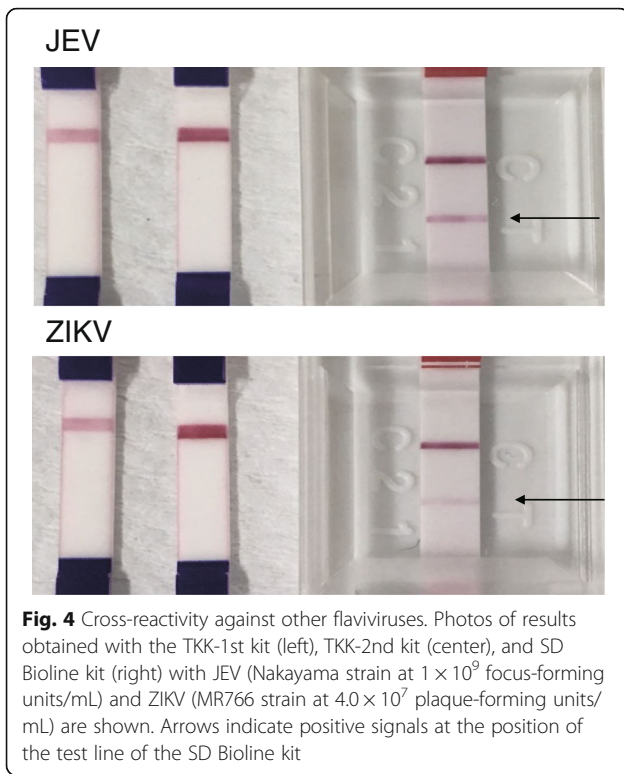 JEV
C C
2 T
1
ZIKV
C C
2 T
1
Fig. 4 Cross-reactivity against other flaviviruses. Photos of results
obtained with the TKK-1st kit (left), TKK-2nd kit (center), and SD
Bioline kit (right) with JEV (Nakayama strain at 1 × 10⁹ focus-forming
units/mL) and ZIKV (MR766 strain at 4.0 × 10⁷ plaque-forming units/
mL) are shown. Arrows indicate positive signals at the position of
the test line of the SD Bioline kit